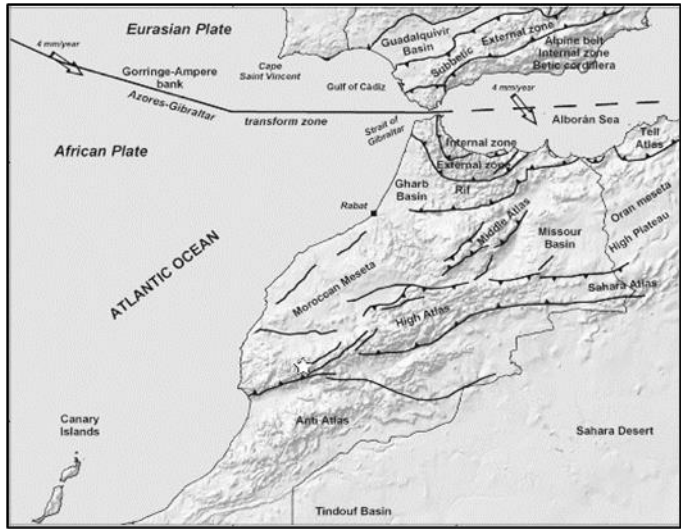 Eurasian Plate
4 mm/year
Gorringe-Ampere
bank
Azores-Gibraltar
transform zone
African Plate
Cape
Saint Vincent
Gulf of Cádiz
Guadalquivir
Basin
Subbetic
External zone
Alpine belt
Internal zone
Betic cordillera
4 mm/year
Strait of
Gibraltar
Alborán Sea
Internal zone
External zone
Rif
Tell
Atlas
Gharb
Basin
Rabat
Middle Atlas
Missour
Basin
Oran meseta
High Plateau
ATLANTIC OCEAN
Moroccan Meseta
High Atlas
Sahara Atlas
Anti Atlas
Canary
Islands
Sahara Desert
Tindouf Basin